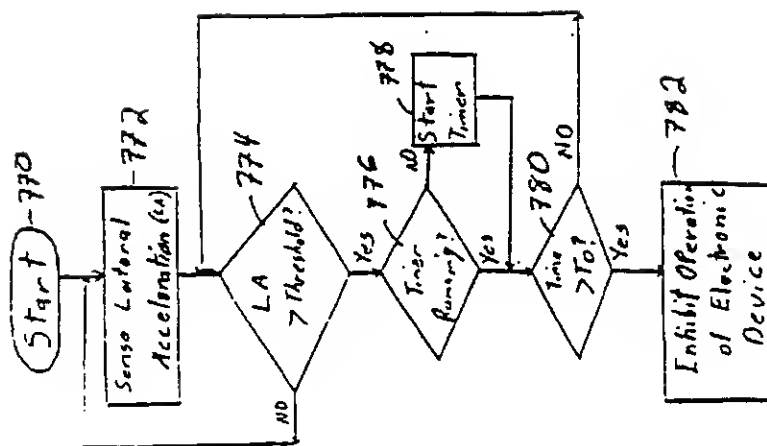 Start
770
Sense Lateral
Acceleration (LA)
772
LA
> Threshold?
774
NO
Yes
Timer
Running?
776
NO
Start
Timer
778
Yes
Time
> To?
780
NO
Yes
Inhibit Operation
of Electronic
Device
782